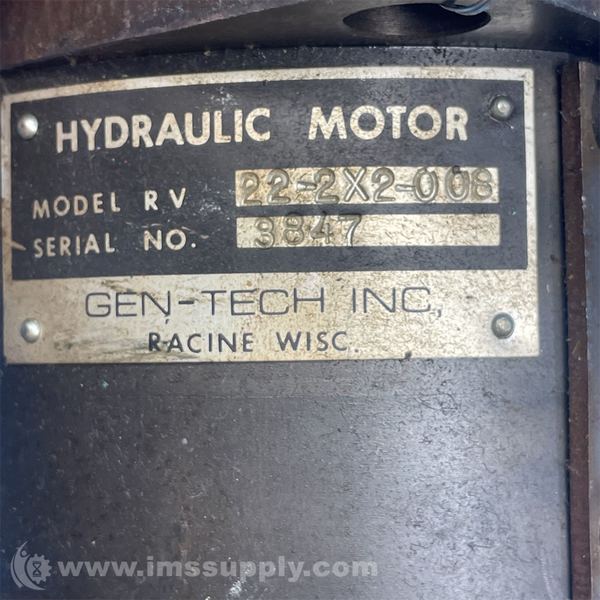 HYDRAULIC MOTOR
MODEL RV 22-2X2-008
SERIAL NO. 3847
GEN-TECH INC,
RACINE WISC.
www.imssupply.com